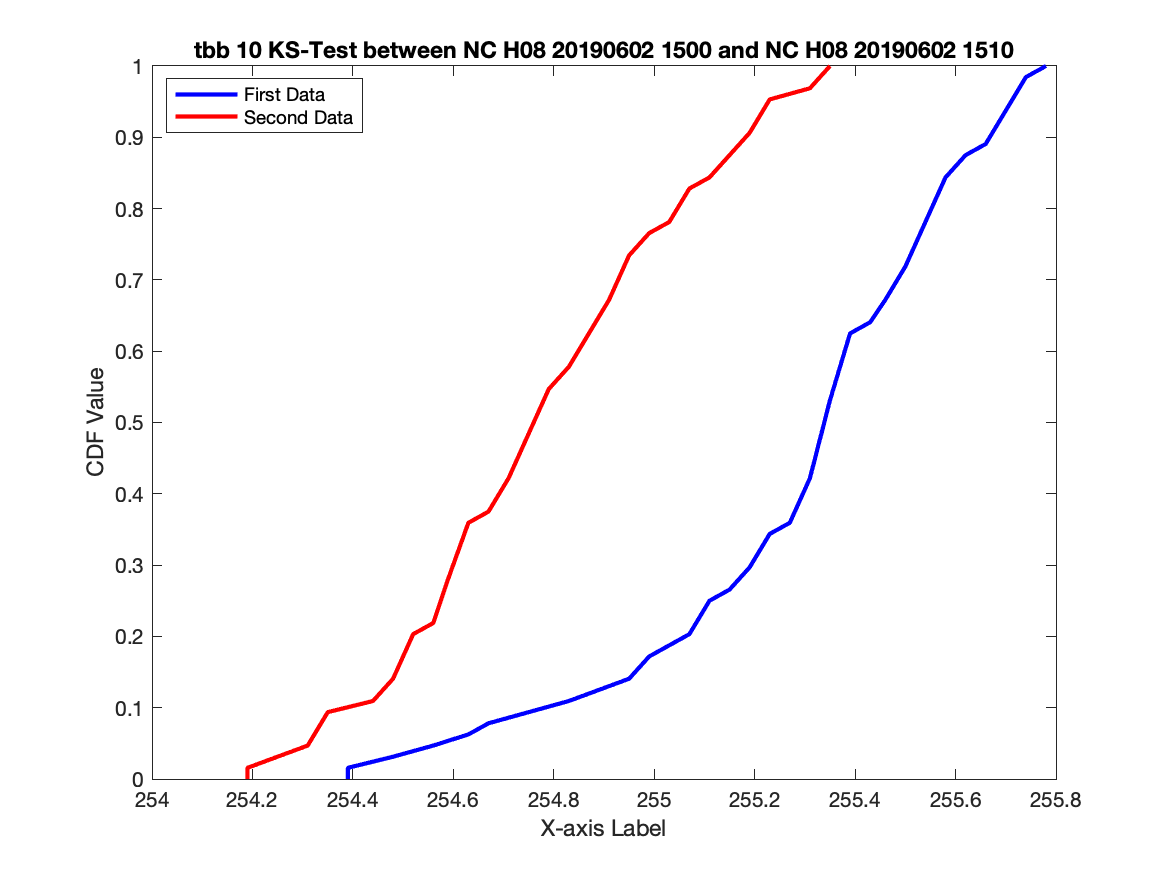 tbb 10 KS-Test between NC H08 20190602 1500 and NC H08 20190602 1510
First Data
Second Data
1
0.9
0.8
0.7
0.6
0.5
0.4
0.3
0.2
0.1
0
CDF Value
254 254.2 254.4 254.6 254.8 255 255.2 255.4 255.6 255.8
X-axis Label